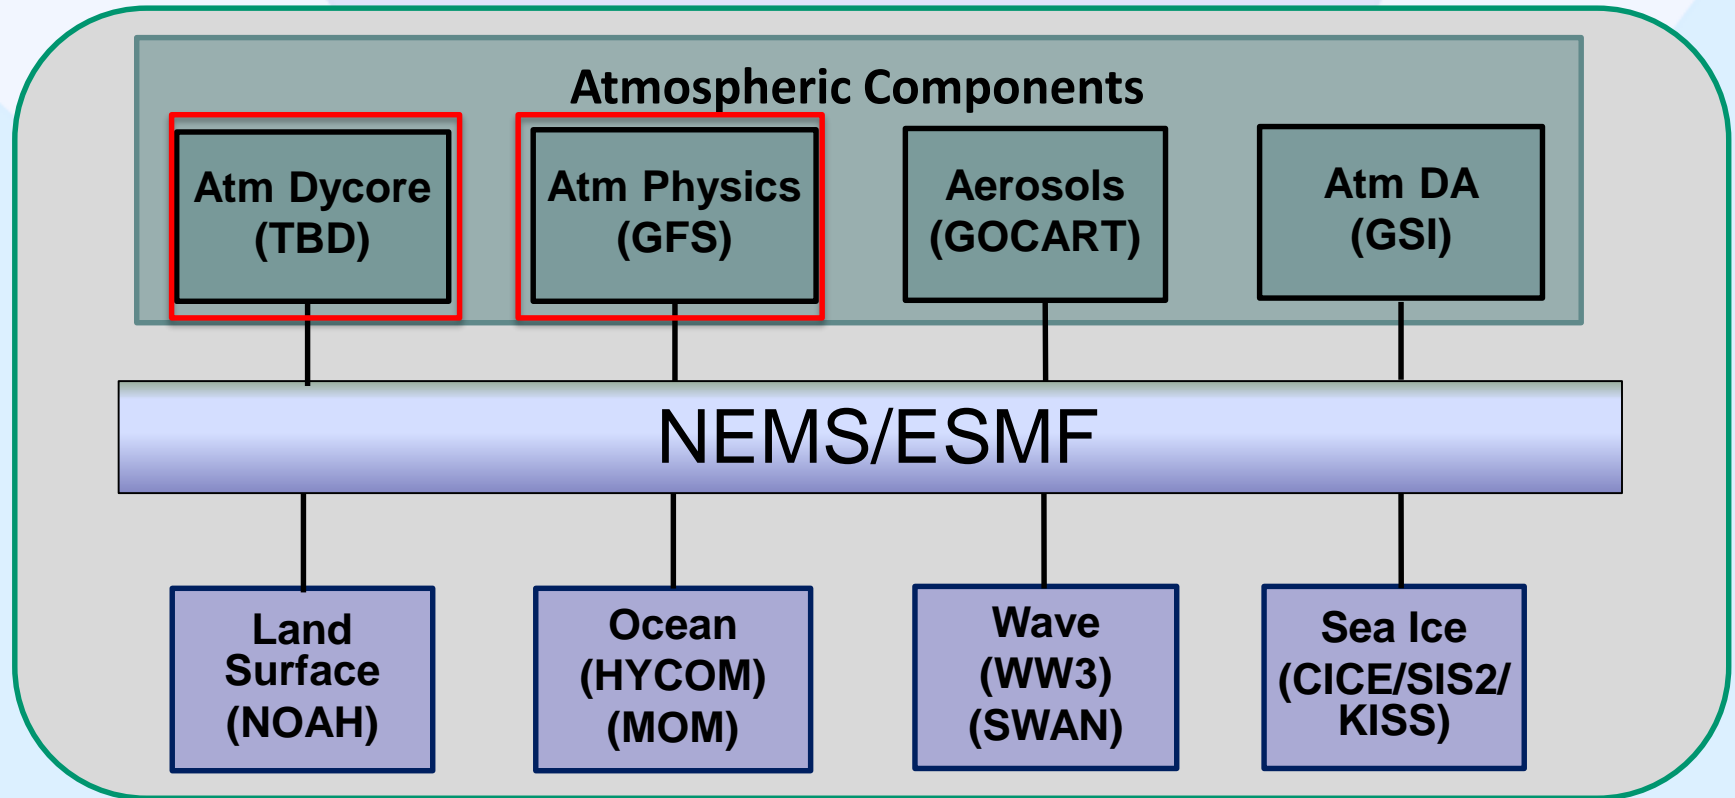 Atmospheric Components
Atm Dycore
(TBD)
Atm Physics
(GFS)
Aerosols
(GOCART)
Atm DA
(GSI)
NEMS/ESMF
Land
Surface
(NOAH)
Ocean
(HYCOM)
(MOM)
Wave
(WW3)
(SWAN)
Sea Ice
(CICE/SIS2/
KISS)